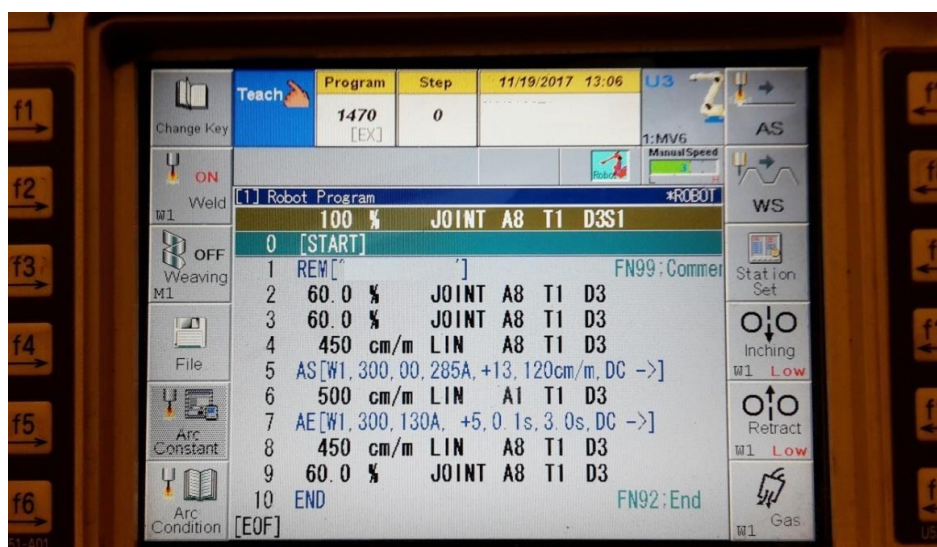 Teach
Program
Step
11/19/2017 13:06
U3
1470
[EX]
0
1:MV6
Robot
Manual Speed
[1] Robot Program *ROBOT
100 % JOINT A8 T1 D3S1
0 [START]
1 REM[" '] FN99;Commer
2 60.0 % JOINT A8 T1 D3
3 60.0 % JOINT A8 T1 D3
4 450 cm/m LIN A8 T1 D3
5 AS[W1, 300, 00, 285A, +13, 120cm/m, DC ->]
6 500 cm/m LIN A1 T1 D3
7 AE[W1, 300, 130A, +5, 0.1s, 3.0s, DC ->]
8 450 cm/m LIN A8 T1 D3
9 60.0 % JOINT A8 T1 D3
10 END FN92;End
[EOF]
Change Key
ON
Weld
W1
OFF
Weaving
M1
File
Arc
Constant
Arc
Condition
AS
WS
Station
Set
Inching
W1 Low
Retract
W1 Low
Gas
W1
f1
f2
f3
f4
f5
f6
51-A01